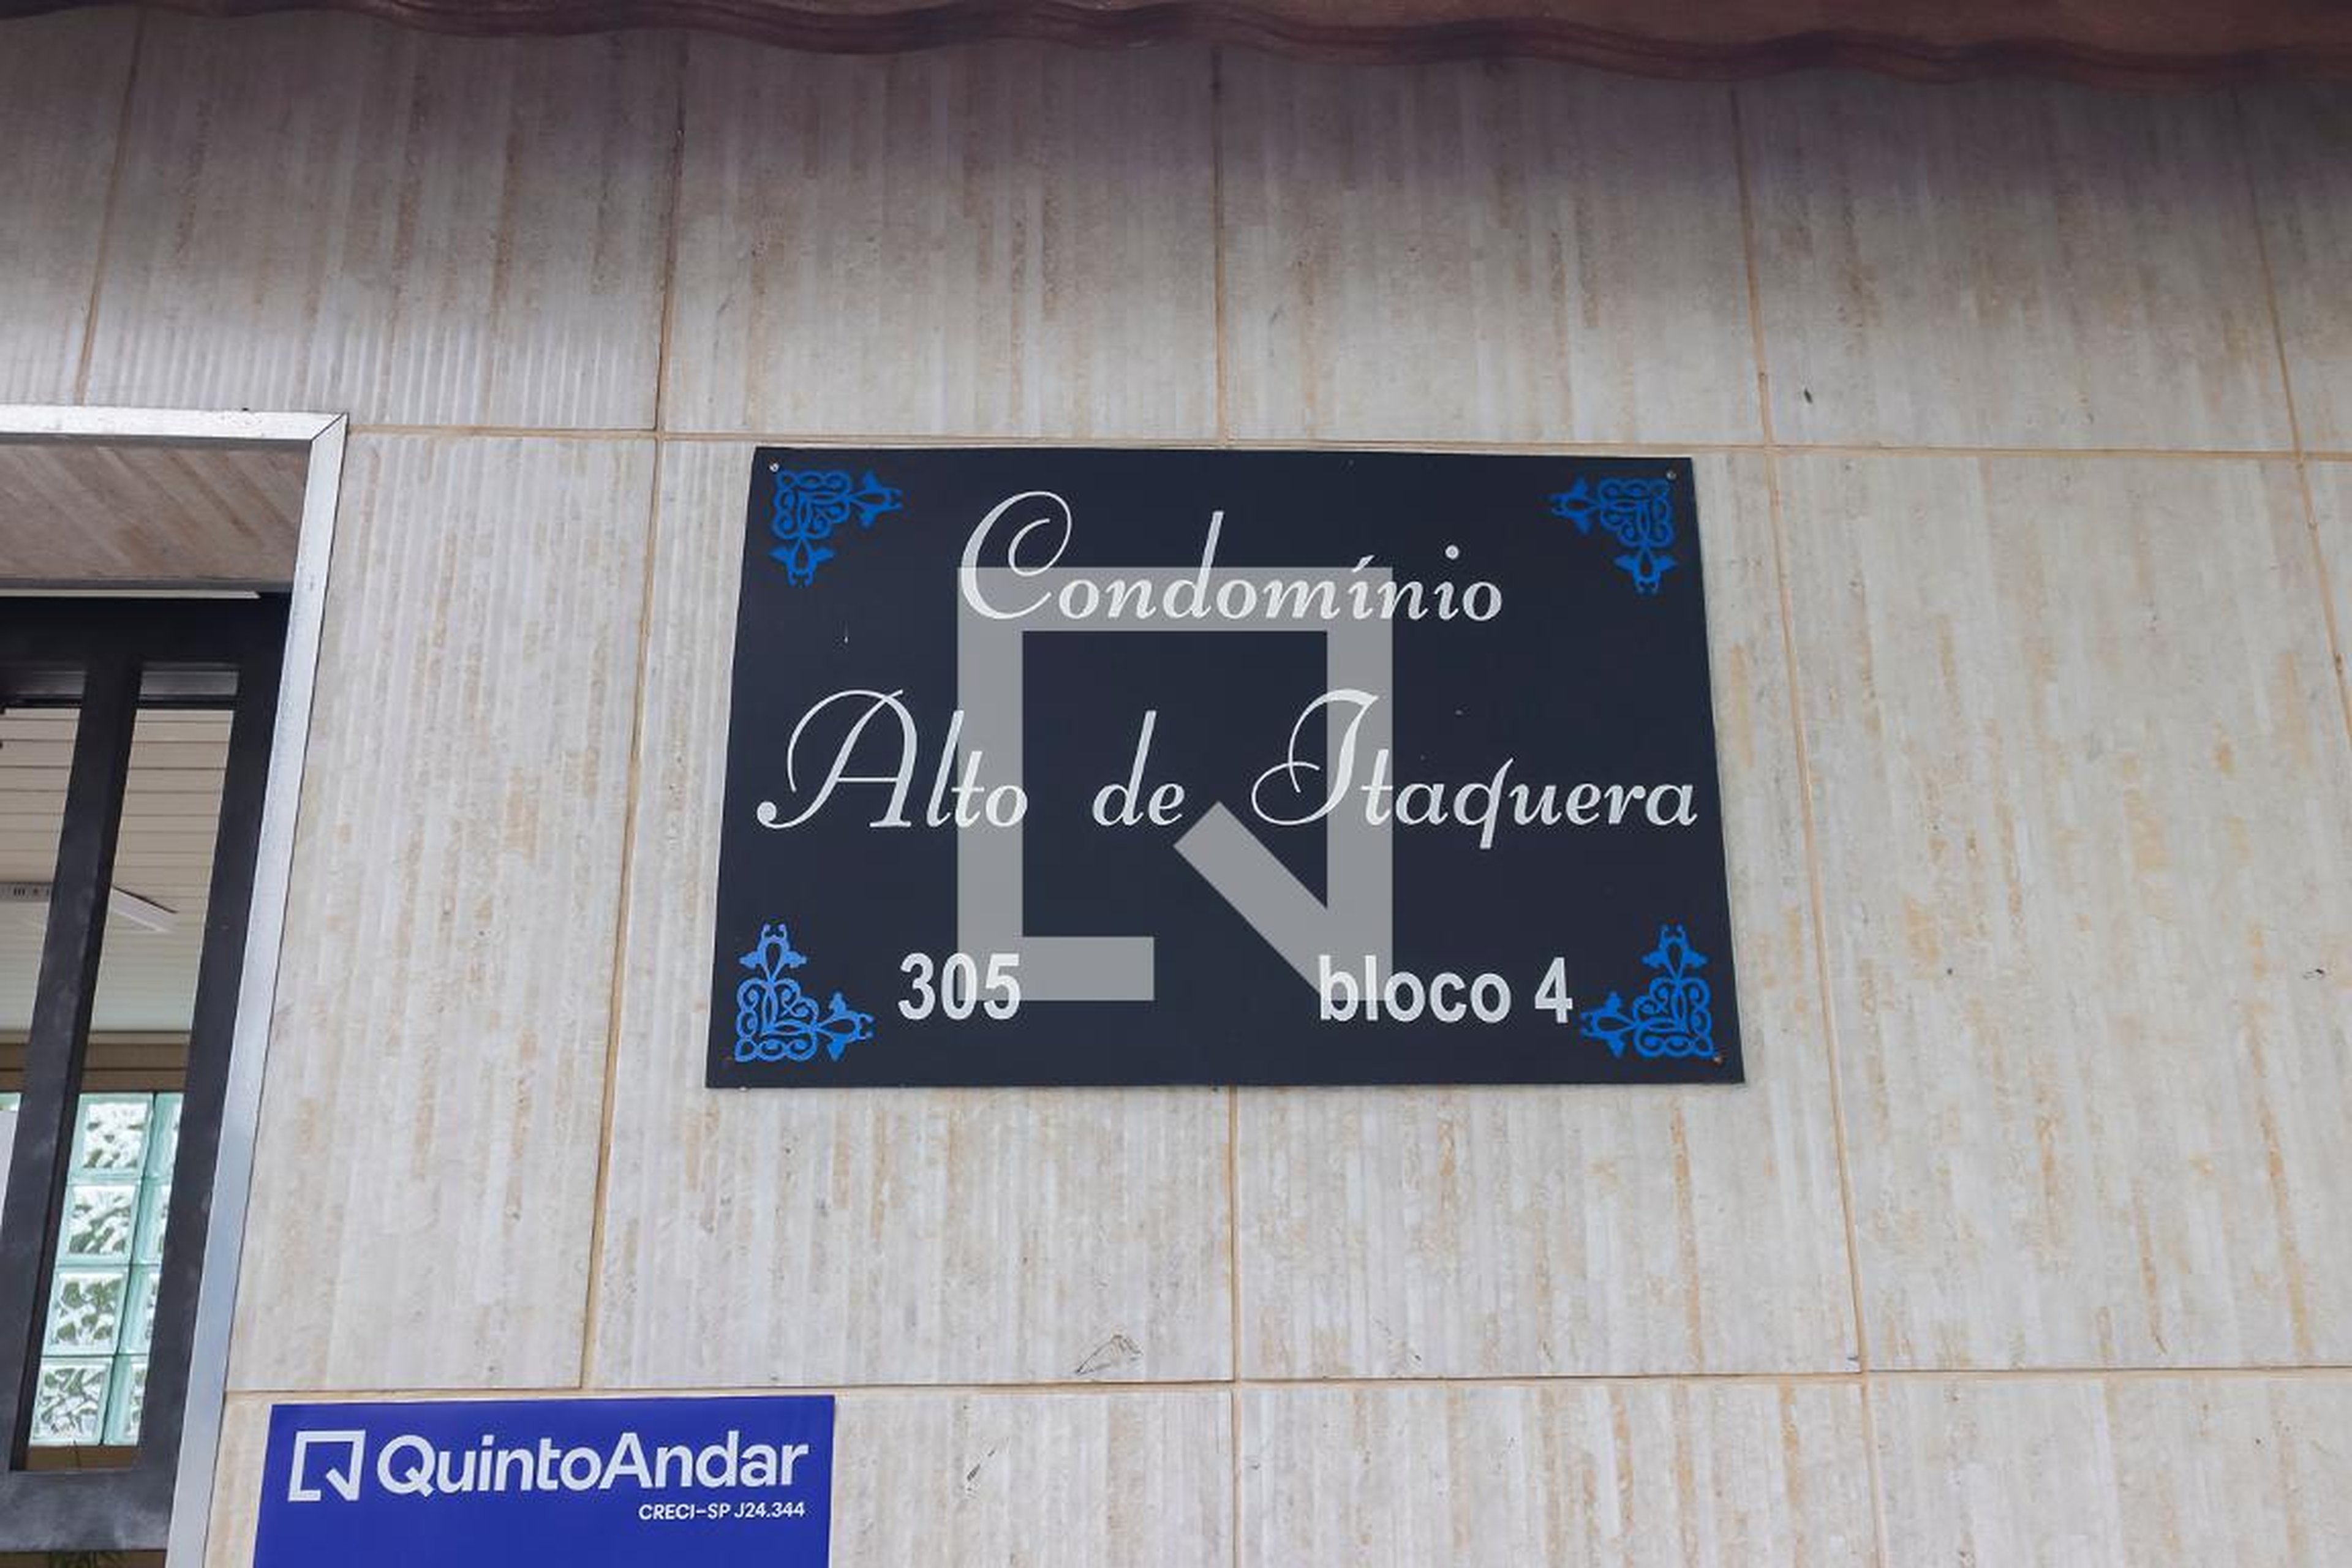 Condomínio
Alto de Itaquera
305 bloco 4
QuintoAndar
CRECI-SP J24.344